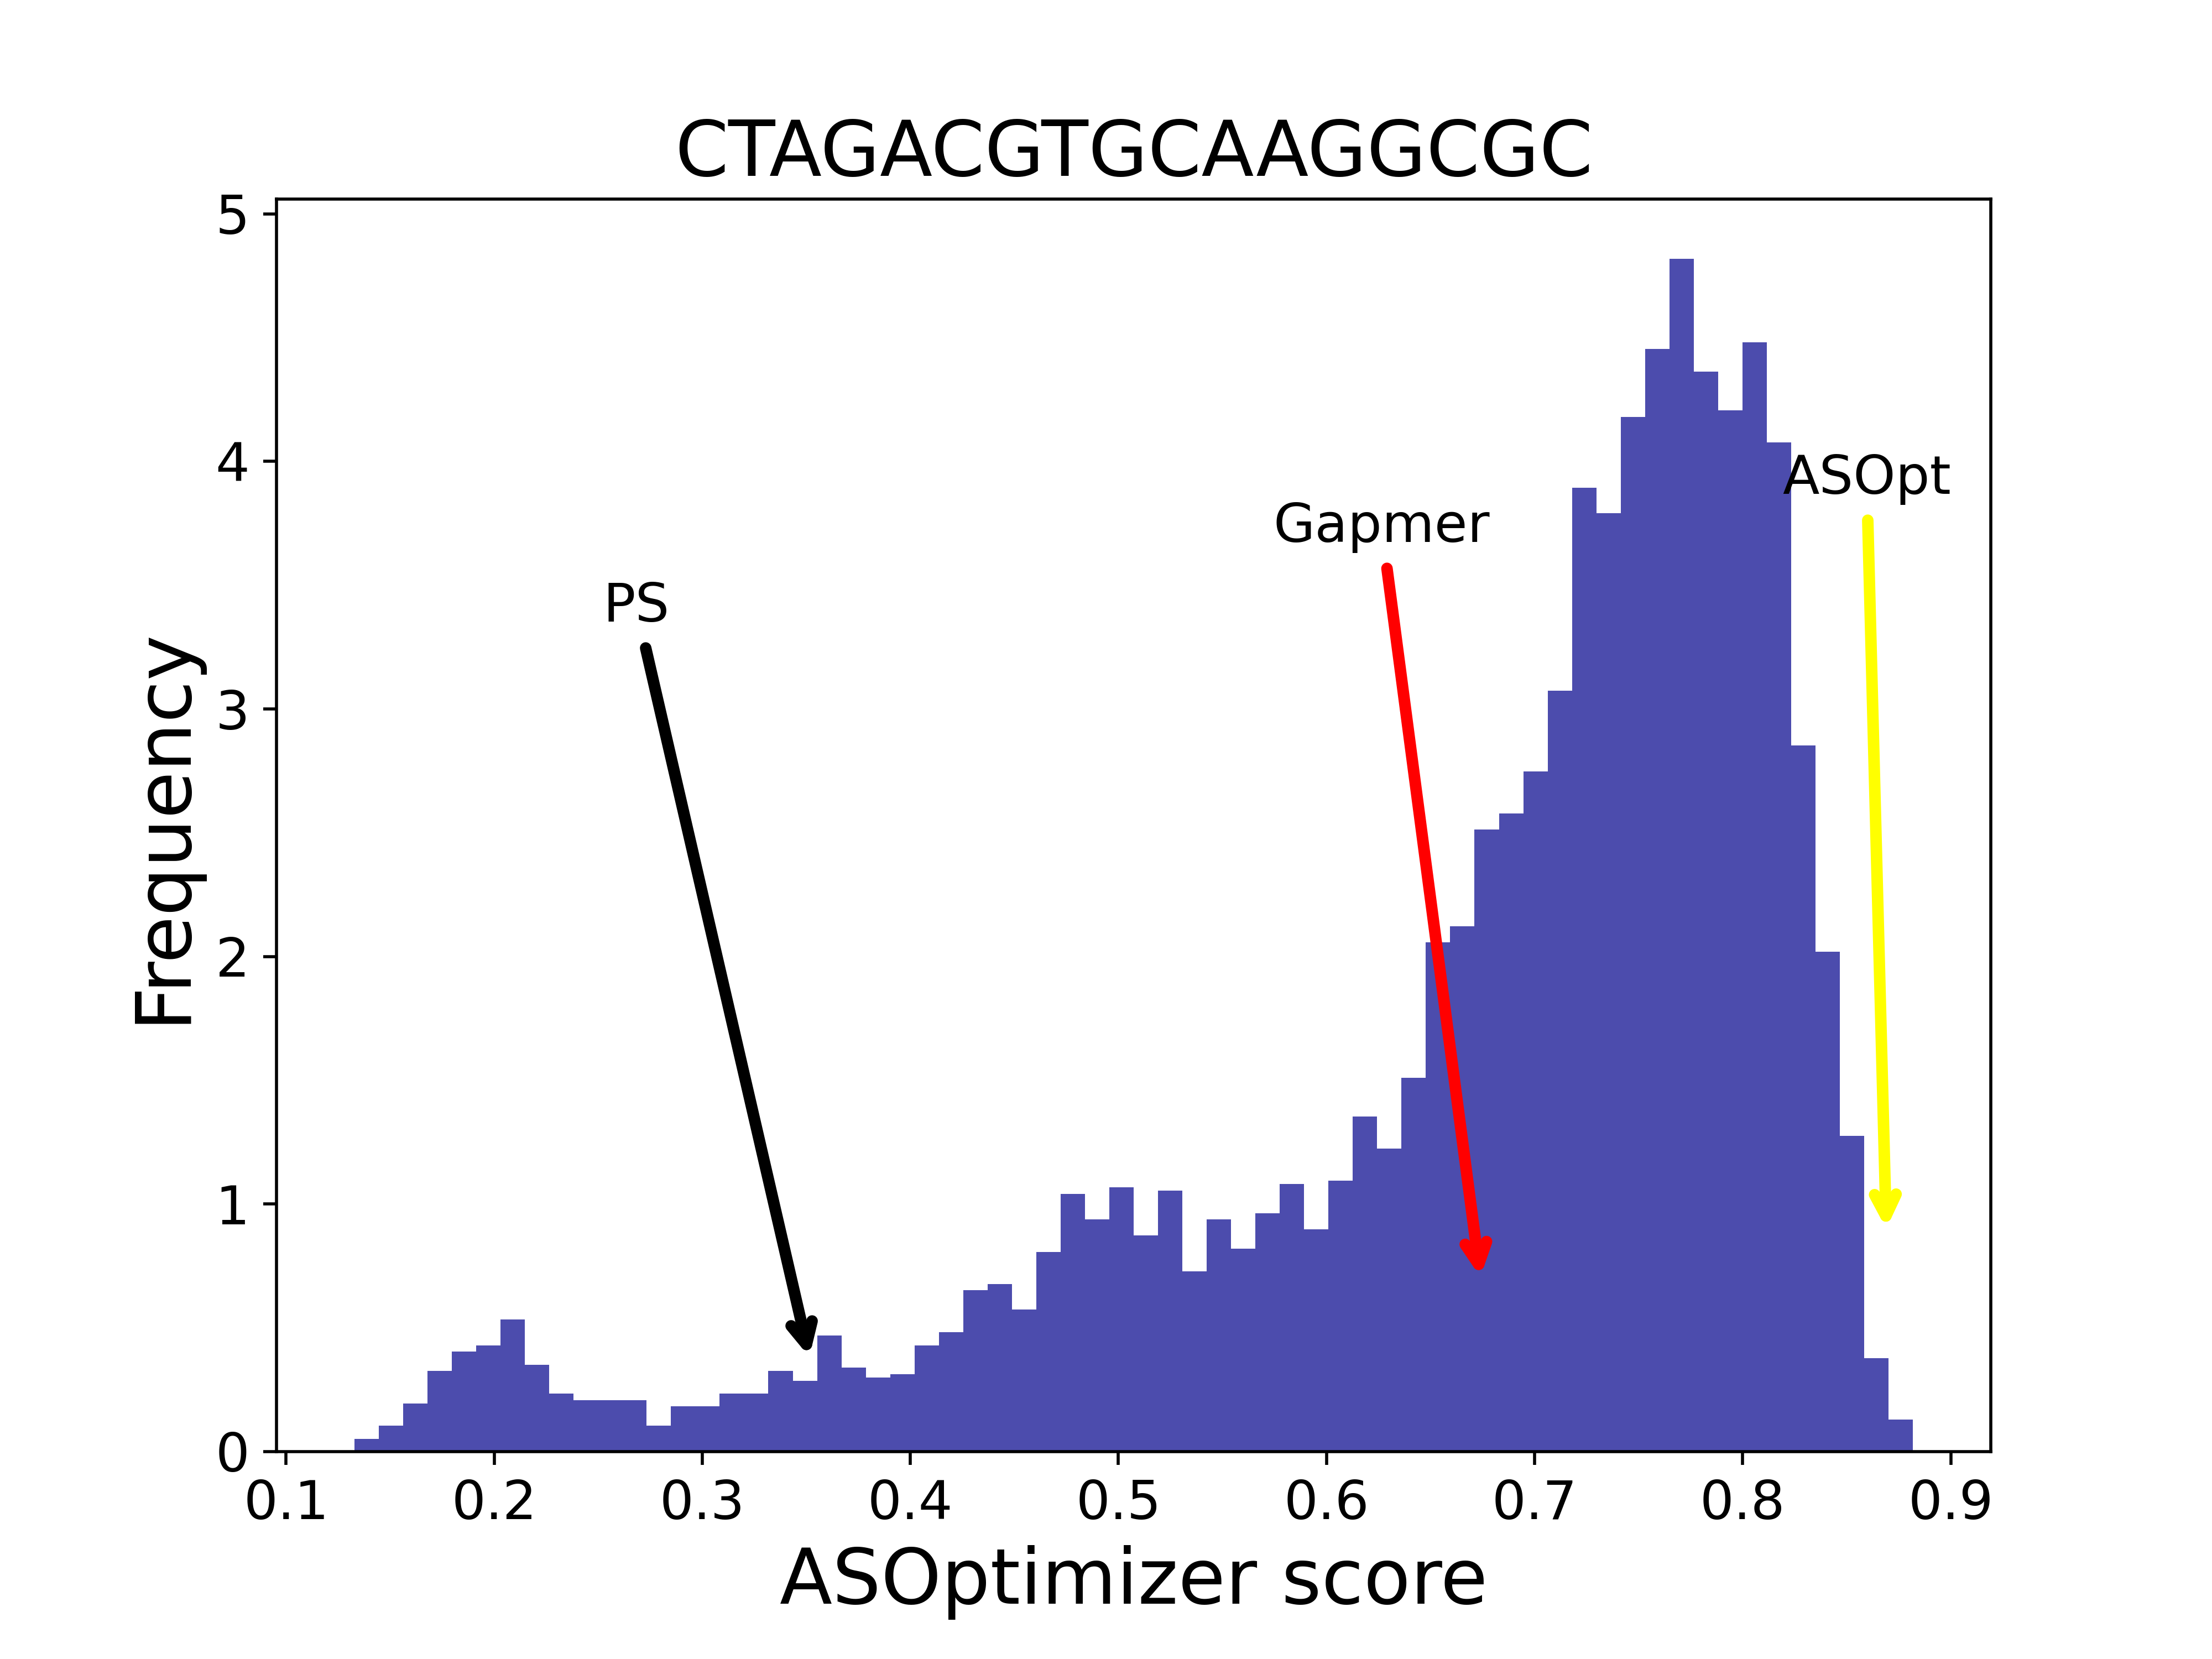 CTAGACGTGCAAGGCGC
5
4
3
2
1
0
Frequency
PS
Gapmer
ASOpt
0.1 0.2 0.3 0.4 0.5 0.6 0.7 0.8 0.9
ASOptimizer score